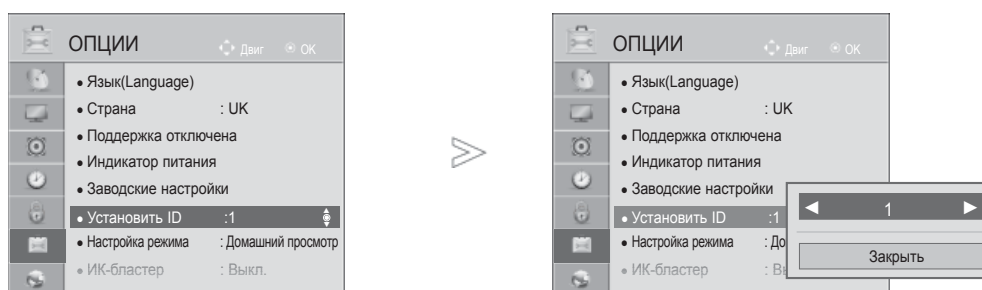 ОПЦИИ Двиг OK
• Язык(Language)
• Страна : UK
• Поддержка отключена
• Индикатор питания
• Заводские настройки
• Установить ID :1
• Настройка режима : Домашний просмотр
• ИК-бластер : Выкл.
ОПЦИИ Двиг OK
• Язык(Language)
• Страна : UK
• Поддержка отключена
• Индикатор питания
• Заводские настройки
• Установить ID :1
• Настройка режима : До
• ИК-бластер : Вы
◄ 1 ►
Закрыть